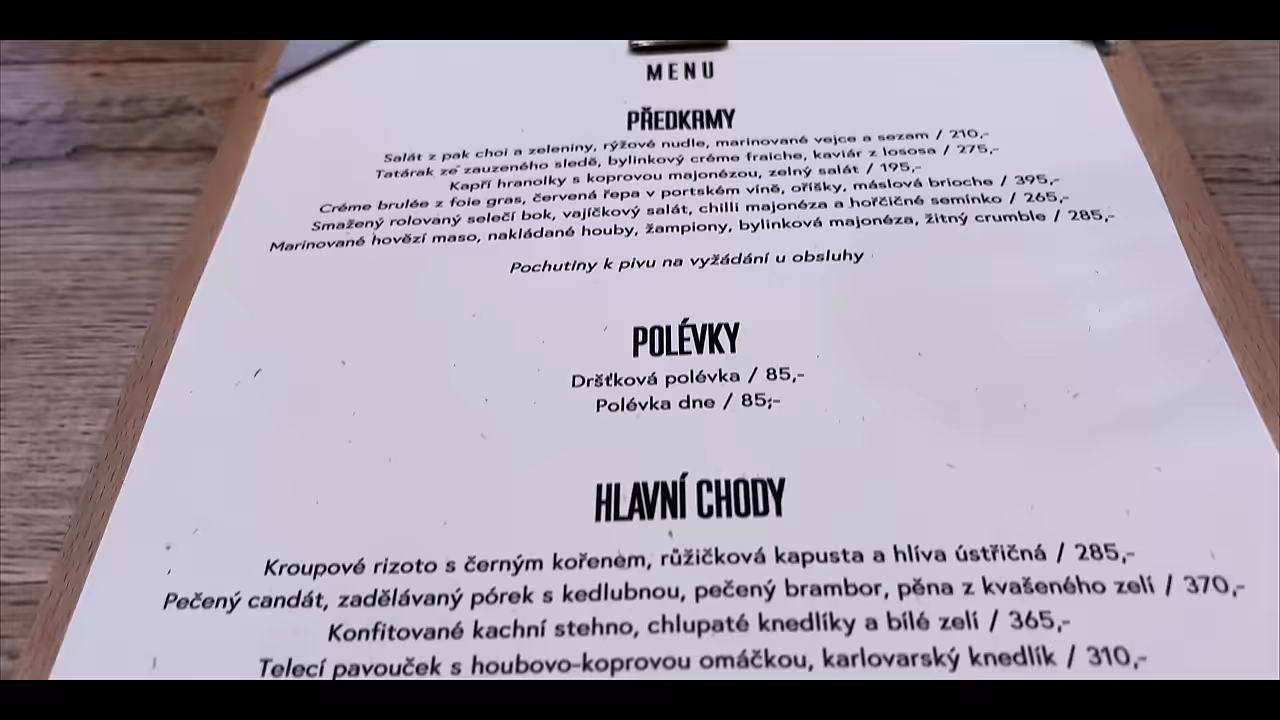 MENU
PŘEDKRMY
Salát z pak choi a zeleniny, rýžové nudle, marinované vejce a sezam / 210,-
Tatárak ze zauzeného sledě, bylinkový créme fraiche, kaviár z lososa / 275,-
Kapří hranolky s koprovou majonézou, zelný salát / 195,-
Créme brulée z foie gras, červená řepa v portském víně, oříšky, máslová brioche / 395,-
Smažený rolovaný selečí bok, vajíčkový salát, chilli majonéza a hořčičné semínko / 265,-
Marinované hovězí maso, nakládané houby, žampiony, bylinková majonéza, žitný crumble / 285,-
Pochutiny k pivu na vyžádání u obsluhy
POLÉVKY
Dršťková polévka / 85,-
Polévka dne / 85,-
HLAVNÍ CHODY
Kroupové rizoto s černým kořenem, růžičková kapusta a hlíva ústřičná / 285,-
Pečený candát, zadělávaný pórek s kedlubnou, pečený brambor, pěna z kvašeného zelí / 370,-
Konfitované kachní stehno, chlupaté knedlíky a bílé zelí / 365,-
Telecí pavouček s houbovo-koprovou omáčkou, karlovarský knedlík / 310,-